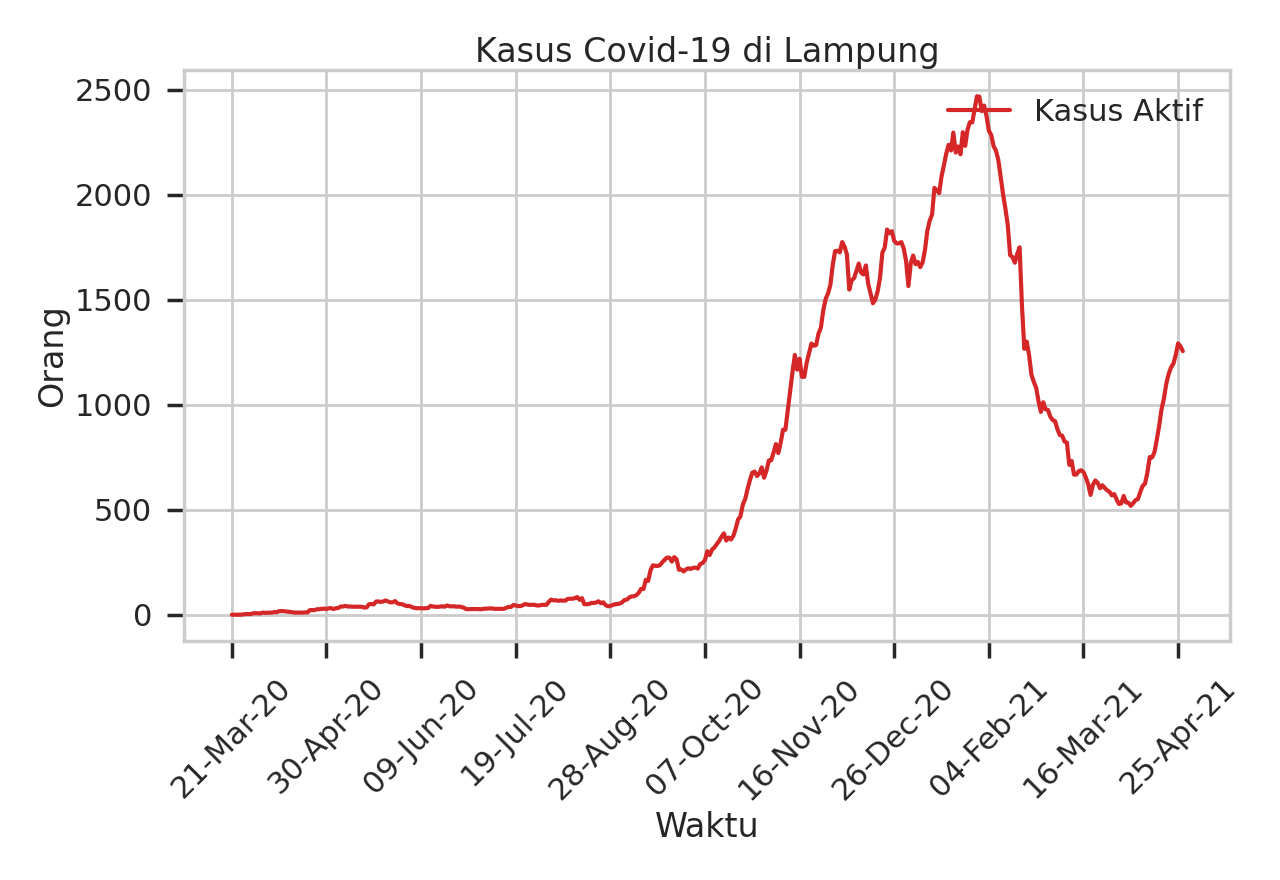 Kasus Covid-19 di Lampung
Kasus Aktif
Orang
2500
2000
1500
1000
500
0
21-Mar-20
30-Apr-20
09-Jun-20
19-Jul-20
28-Aug-20
07-Oct-20
16-Nov-20
26-Dec-20
04-Feb-21
16-Mar-21
25-Apr-21
Waktu